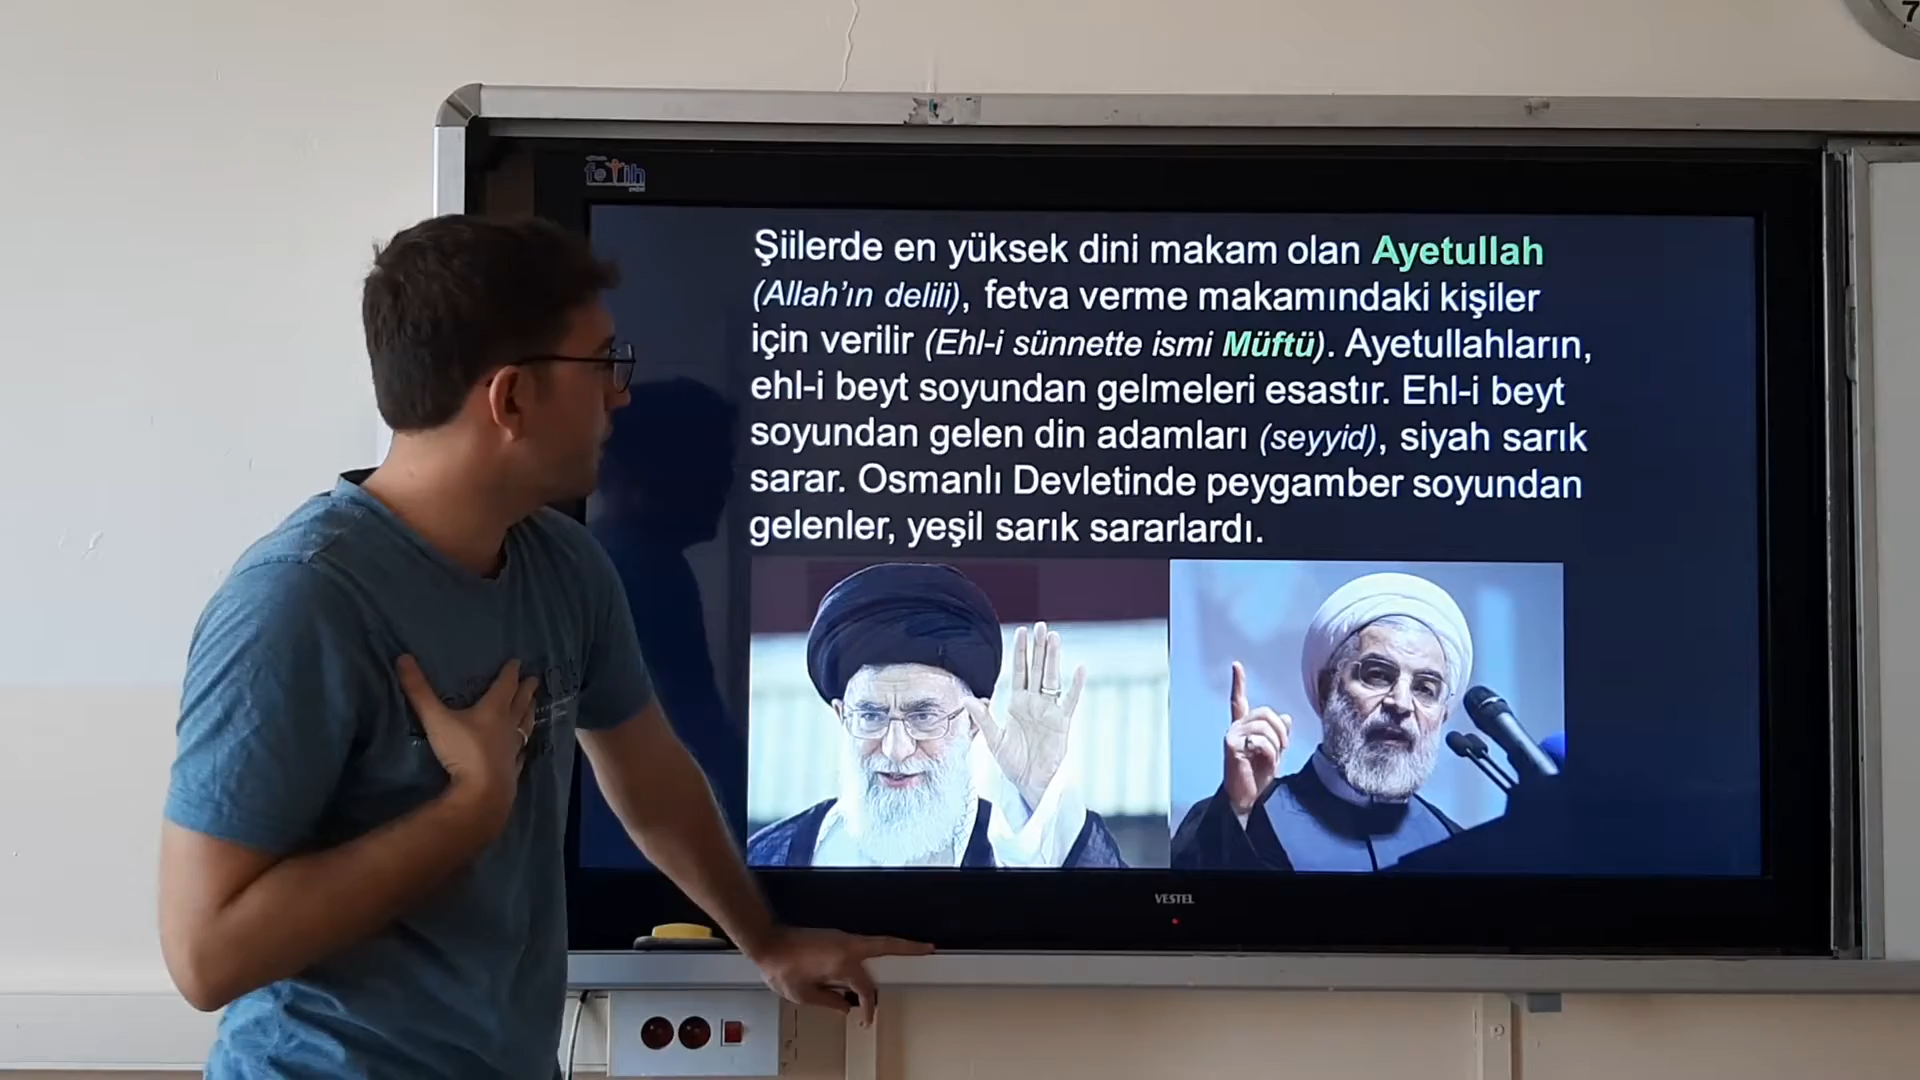 fatih
Şiilerde en yüksek dini makam olan Ayetullah
(Allah’ın delili), fetva verme makamındaki kişiler
için verilir (Ehl-i sünnette ismi Müftü). Ayetullahların,
ehl-i beyt soyundan gelmeleri esastır. Ehl-i beyt
soyundan gelen din adamları (seyyid), siyah sarık
sarar. Osmanlı Devletinde peygamber soyundan
gelenler, yeşil sarık sararlardı.
VESTEL
7